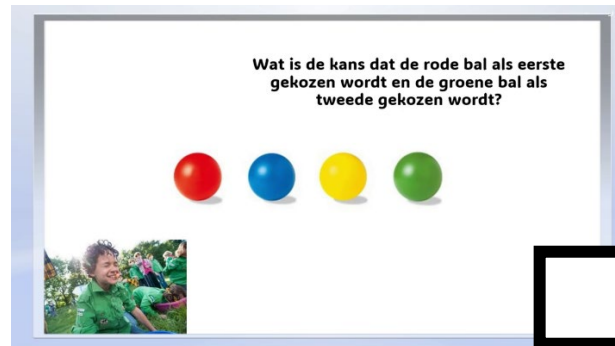 Wat is de kans dat de rode bal als eerste
gekozen wordt en de groene bal als
tweede gekozen wordt?